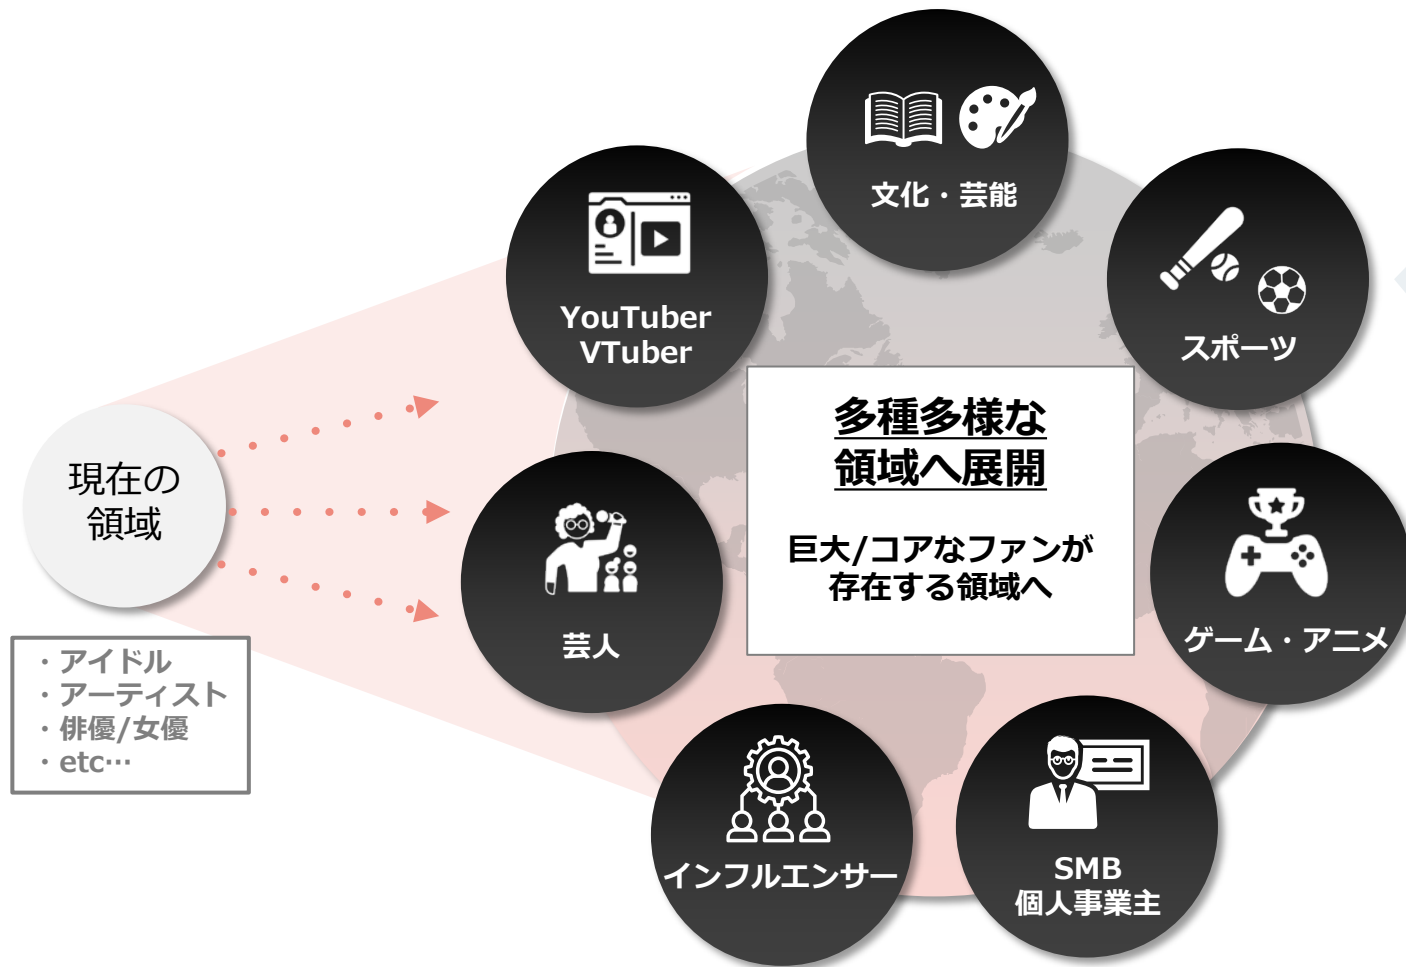 文化・芸能
YouTuber
VTuber
スポーツ
多種多様な
領域へ展開
巨大/コアなファンが
存在する領域へ
現在の
領域
・アイドル
・アーティスト
・俳優/女優
・etc…
芸人
ゲーム・アニメ
インフルエンサー
SMB
個人事業主